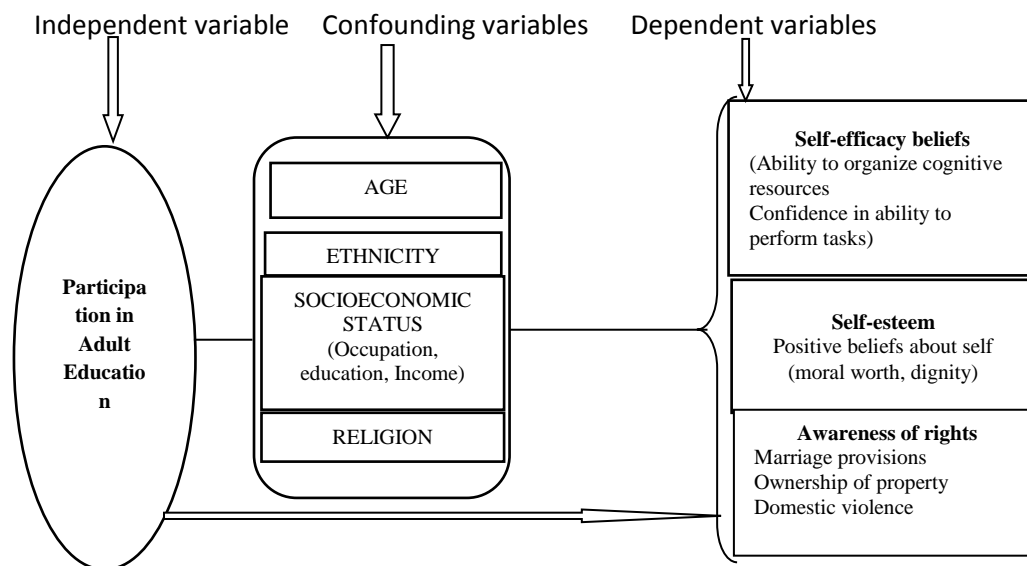 Independent variable
Confounding variables
Dependent variables
Participa
tion in
Adult
Educatio
n
AGE
ETHNICITY
SOCIOECONOMIC
STATUS
(Occupation,
education, Income)
RELIGION
Self-efficacy beliefs
(Ability to organize cognitive
resources
Confidence in ability to
perform tasks)
Self-esteem
Positive beliefs about self
(moral worth, dignity)
Awareness of rights
Marriage provisions
Ownership of property
Domestic violence